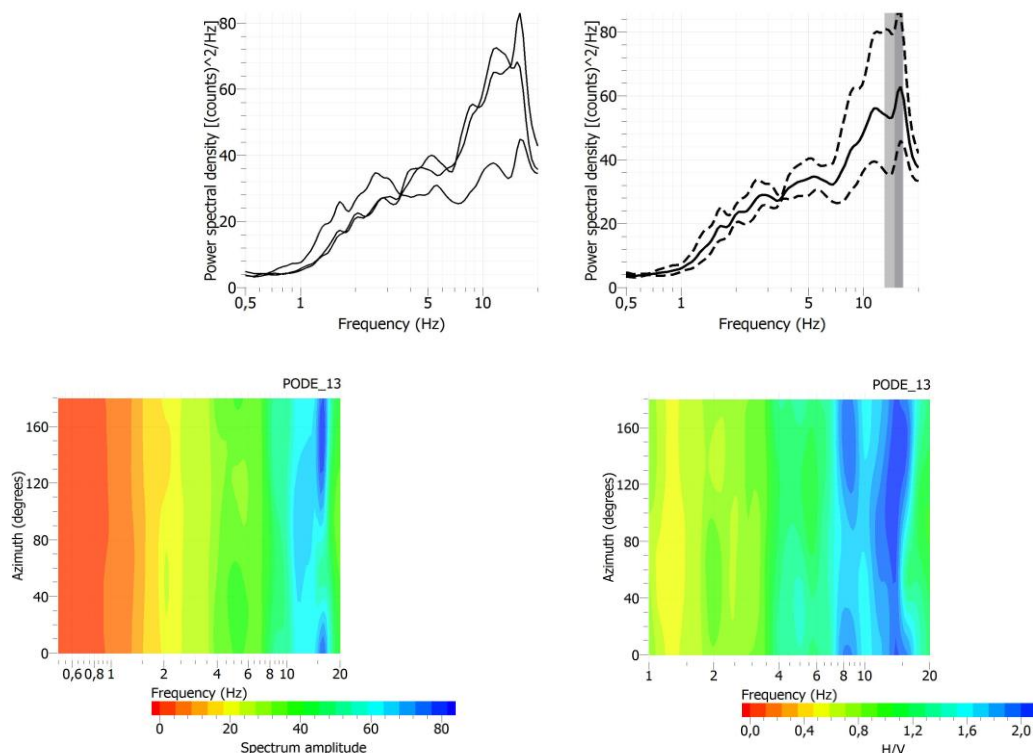 Power spectral density [(counts)^2/Hz]
80
60
40
20
0
0,5 1 5 10
Frequency (Hz)
Power spectral density [(counts)^2/Hz]
80
60
40
20
0
0,5 1 5 10
Frequency (Hz)
PODE_13
Azimuth (degrees)
160
120
80
40
0
0,6 0,8 1 2 4 6 8 10 20
Frequency (Hz)
0 20 40 60 80
Spectrum amplitude
PODE_13
Azimuth (degrees)
160
120
80
40
0
1 2 4 6 8 10 20
Frequency (Hz)
0,0 0,4 0,8 1,2 1,6 2,0
H/V